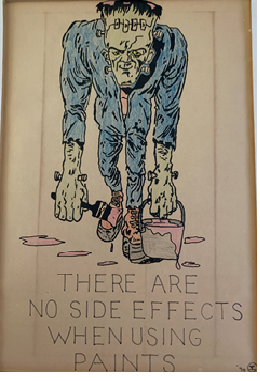 THERE ARE
NO SIDE EFFECTS
WHEN USING
PAINTS